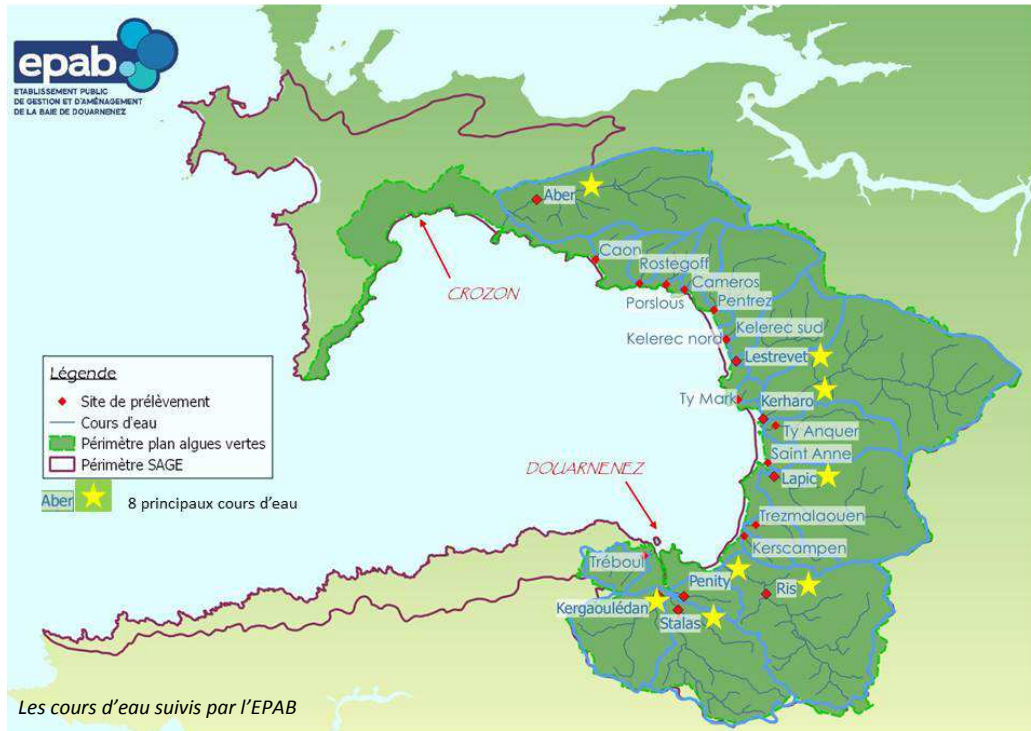 epab
ETABLISSEMENT PUBLIC
DE GESTION ET D'AMÉNAGEMENT
DE LA BAIE DE DOUARNENEZ
Aber
Caon
Rostegoff
Cameros
Porslous
Pentrez
CROZON
Kelerec sud
Kelerec nord
Lestrevet
Ty Mark
Kerharo
Ty Anquer
Saint Anne
Lapic
DOUARNENEZ
Trezmalaouen
Kerscampen
Tréboul
Penity
Ris
Kergaoulédan
Stalas
Légende
Site de prélèvement
Cours d'eau
Périmètre plan algues vertes
Périmètre SAGE
Aber 8 principaux cours d'eau
Les cours d'eau suivis par l'EPAB